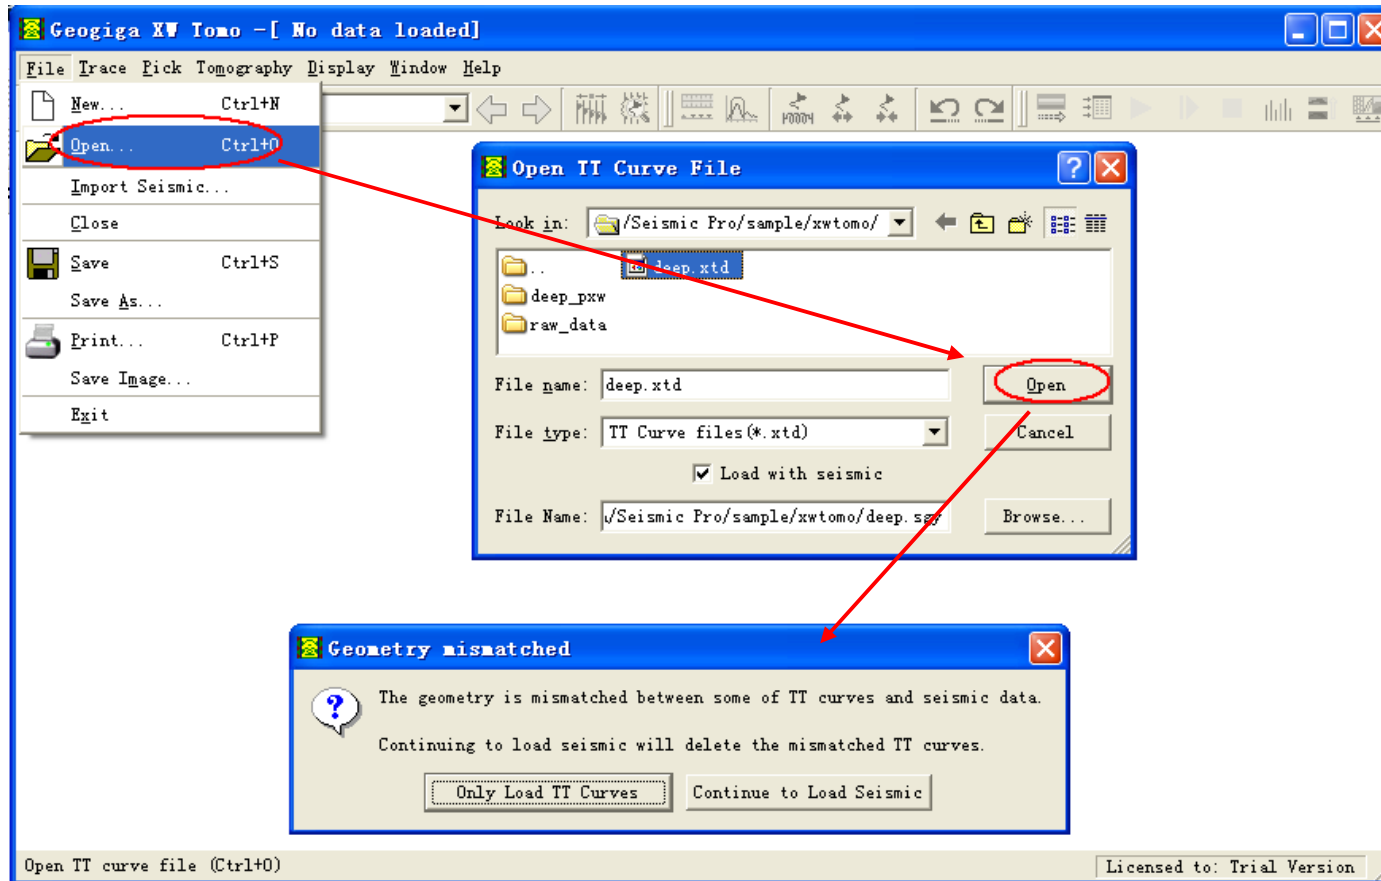 Geogiga XW Tomo -[ No data loaded]
File Trace Pick Tomography Display Window Help
New... Ctrl+N
Open... Ctrl+O
Import Seismic...
Close
Save Ctrl+S
Save As...
Print... Ctrl+P
Save Image...
Exit
Open TT Curve File
Look in: /Seismic Pro/sample/xwtomo/
.. deep.xtd
deep_pxw
raw_data
File name: deep.xtd Open
File type: TT Curve files(*.xtd) Cancel
Load with seismic
File Name: /Seismic Pro/sample/xwtomo/deep.sgy Browse...
Geometry mismatched
The geometry is mismatched between some of TT curves and seismic data.
Continuing to load seismic will delete the mismatched TT curves.
Only Load TT Curves Continue to Load Seismic
Open TT curve file (Ctrl+O) Licensed to: Trial Version